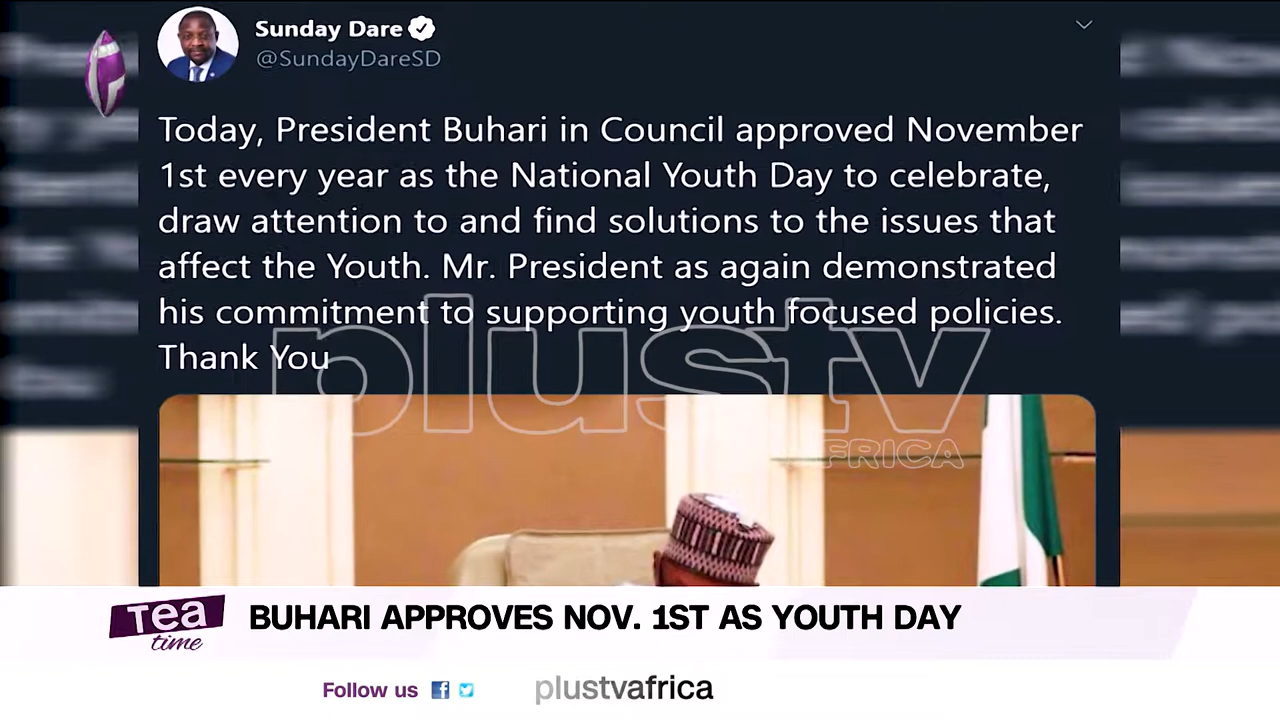 Sunday Dare
@SundayDareSD
Today, President Buhari in Council approved November
1st every year as the National Youth Day to celebrate,
draw attention to and find solutions to the issues that
affect the Youth. Mr. President as again demonstrated
his commitment to supporting youth focused policies.
Thank You
plustv
AFRICA
Tea
time
BUHARI APPROVES NOV. 1ST AS YOUTH DAY
Follow us
plustvafrica